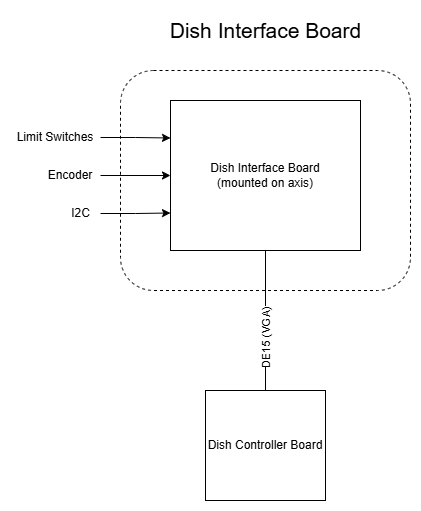 Dish Interface Board
Limit Switches
Encoder
I2C
Dish Interface Board
(mounted on axis)
DE15 (VGA)
Dish Controller Board